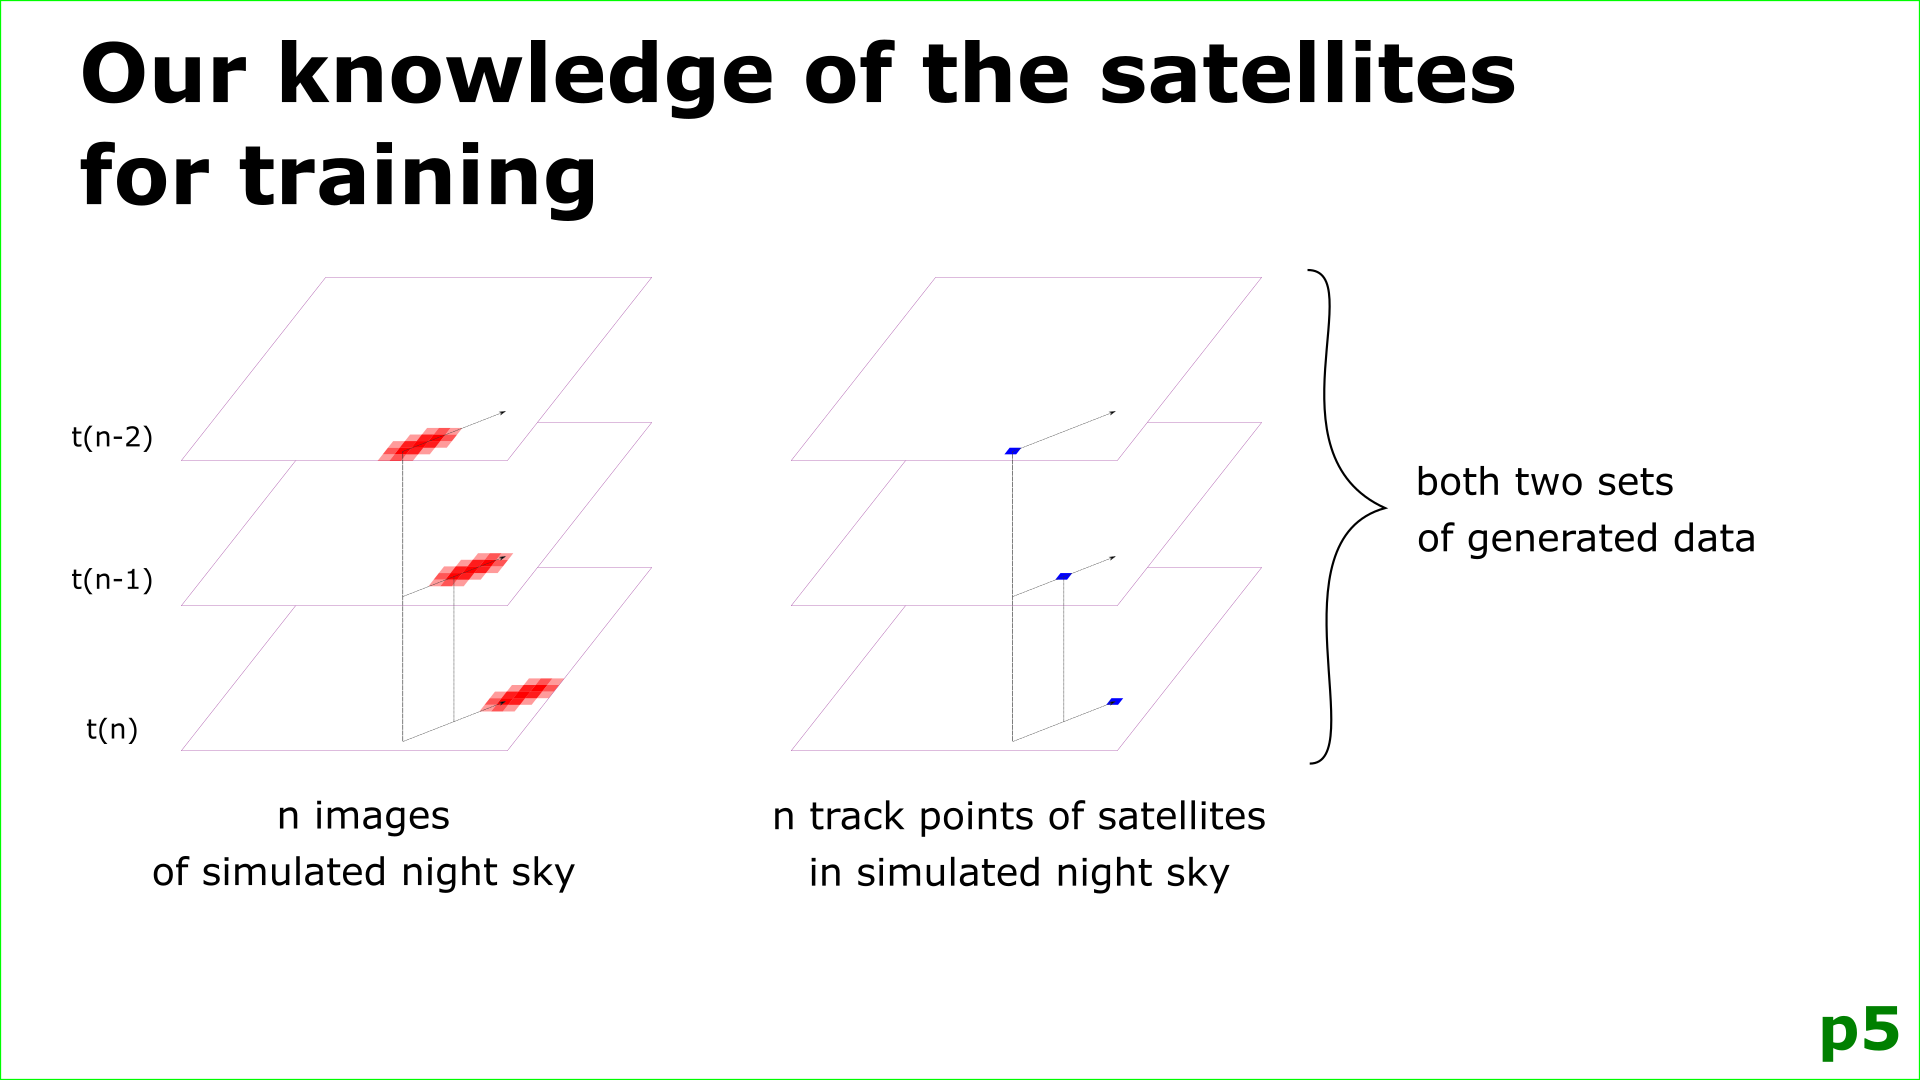 Our knowledge of the satellites
for training
t(n-2)
t(n-1)
t(n)
n images
of simulated night sky
n track points of satellites
in simulated night sky
both two sets
of generated data
p5